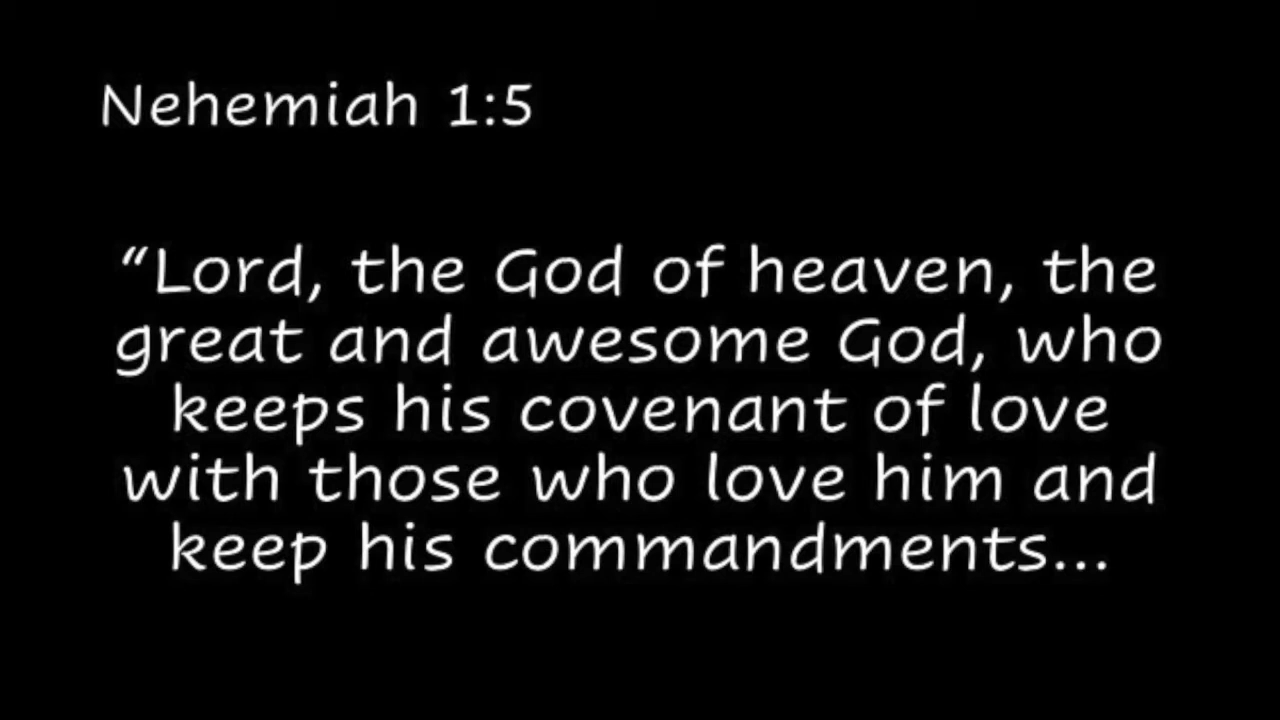 Nehemiah 1:5
“Lord, the God of heaven, the
great and awesome God, who
keeps his covenant of love
with those who love him and
keep his commandments...